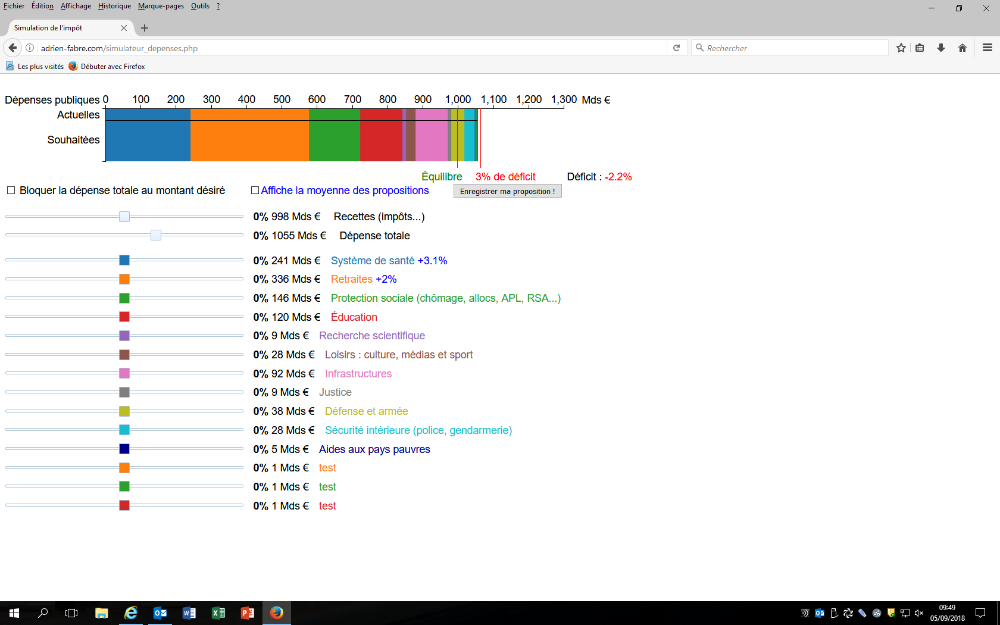 Fichier Édition Affichage Historique Marque-pages Outils ?
Simulation de l'impôt
adrien-fabre.com/simulateur_depenses.php
Rechercher
Les plus visités Débuter avec Firefox
Dépenses publiques 0 100 200 300 400 500 600 700 800 900 1,000 1,100 1,200 1,300 Mds €
Actuelles
Souhaitées
Équilibre 3% de déficit Déficit : -2.2%
Bloquer la dépense totale au montant désiré Affiche la moyenne des propositions Enregistrer ma proposition !
0% 998 Mds € Recettes (impôts...)
0% 1055 Mds € Dépense totale
0% 241 Mds € Système de santé +3.1%
0% 336 Mds € Retraites +2%
0% 146 Mds € Protection sociale (chômage, allocs, APL, RSA...)
0% 120 Mds € Éducation
0% 9 Mds € Recherche scientifique
0% 28 Mds € Loisirs : culture, médias et sport
0% 92 Mds € Infrastructures
0% 9 Mds € Justice
0% 38 Mds € Défense et armée
0% 28 Mds € Sécurité intérieure (police, gendarmerie)
0% 5 Mds € Aides aux pays pauvres
0% 1 Mds € test
0% 1 Mds € test
0% 1 Mds € test
09:49
05/09/2018